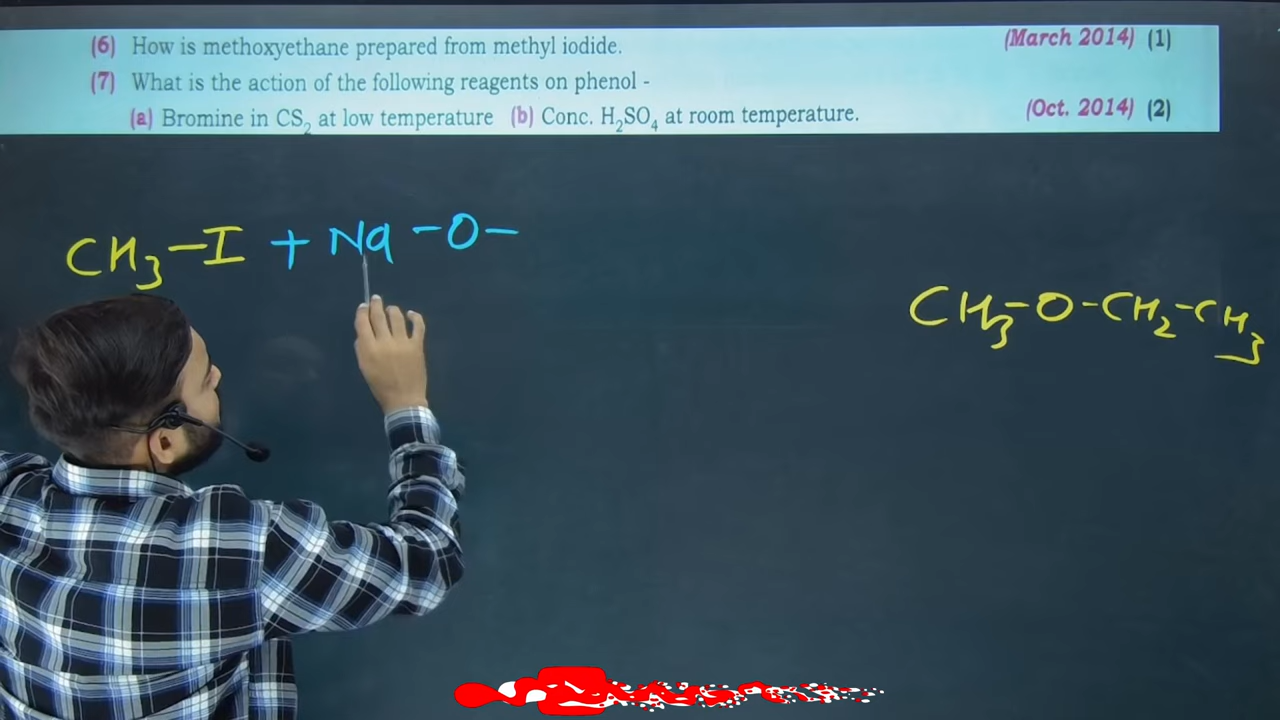 (6) How is methoxyethane prepared from methyl iodide. (March 2014) (1)
(7) What is the action of the following reagents on phenol -
(a) Bromine in CS₂ at low temperature (b) Conc. H₂SO₄ at room temperature. (Oct. 2014) (2)
CH₃-I + Na-O-
CH₃-O-CH₂-CH₃